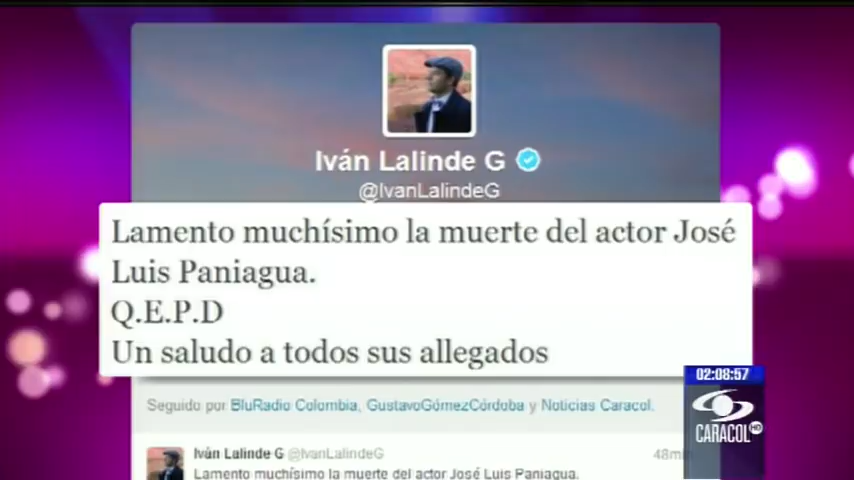 Iván Lalinde G
@IvanLalindeG
Lamento muchísimo la muerte del actor José
Luis Paniagua.
Q.E.P.D
Un saludo a todos sus allegados
02:08:57
CARACOL HD
Seguido por BluRadio Colombia, GustavoGómezCórdoba y Noticias Caracol.
Iván Lalinde G @IvanLalindeG 48min
Lamento muchísimo la muerte del actor José Luis Paniagua.